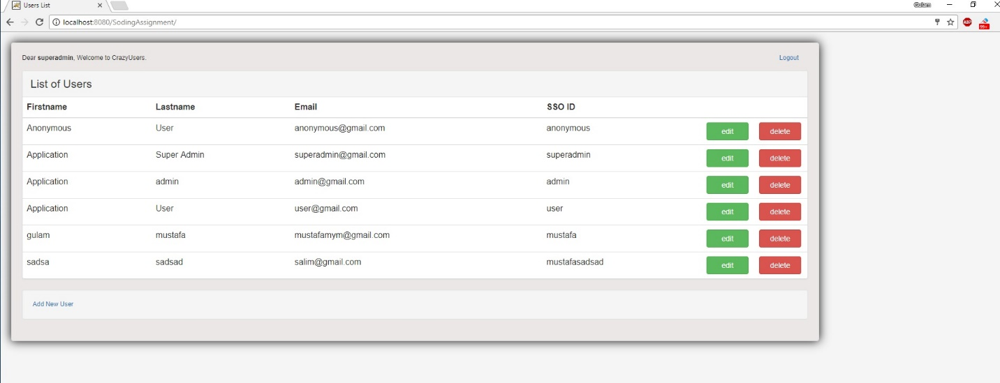 Users List
Gulam
localhost:8080/SodingAssignment/
ABP
99+
Dear superadmin, Welcome to CrazyUsers. Logout
List of Users
Firstname Lastname Email SSO ID
Anonymous User anonymous@gmail.com anonymous edit delete
Application Super Admin superadmin@gmail.com superadmin edit delete
Application admin admin@gmail.com admin edit delete
Application User user@gmail.com user edit delete
gulam mustafa mustafamym@gmail.com mustafa edit delete
sadsa sadsad salim@gmail.com mustafasadsad edit delete
Add New User